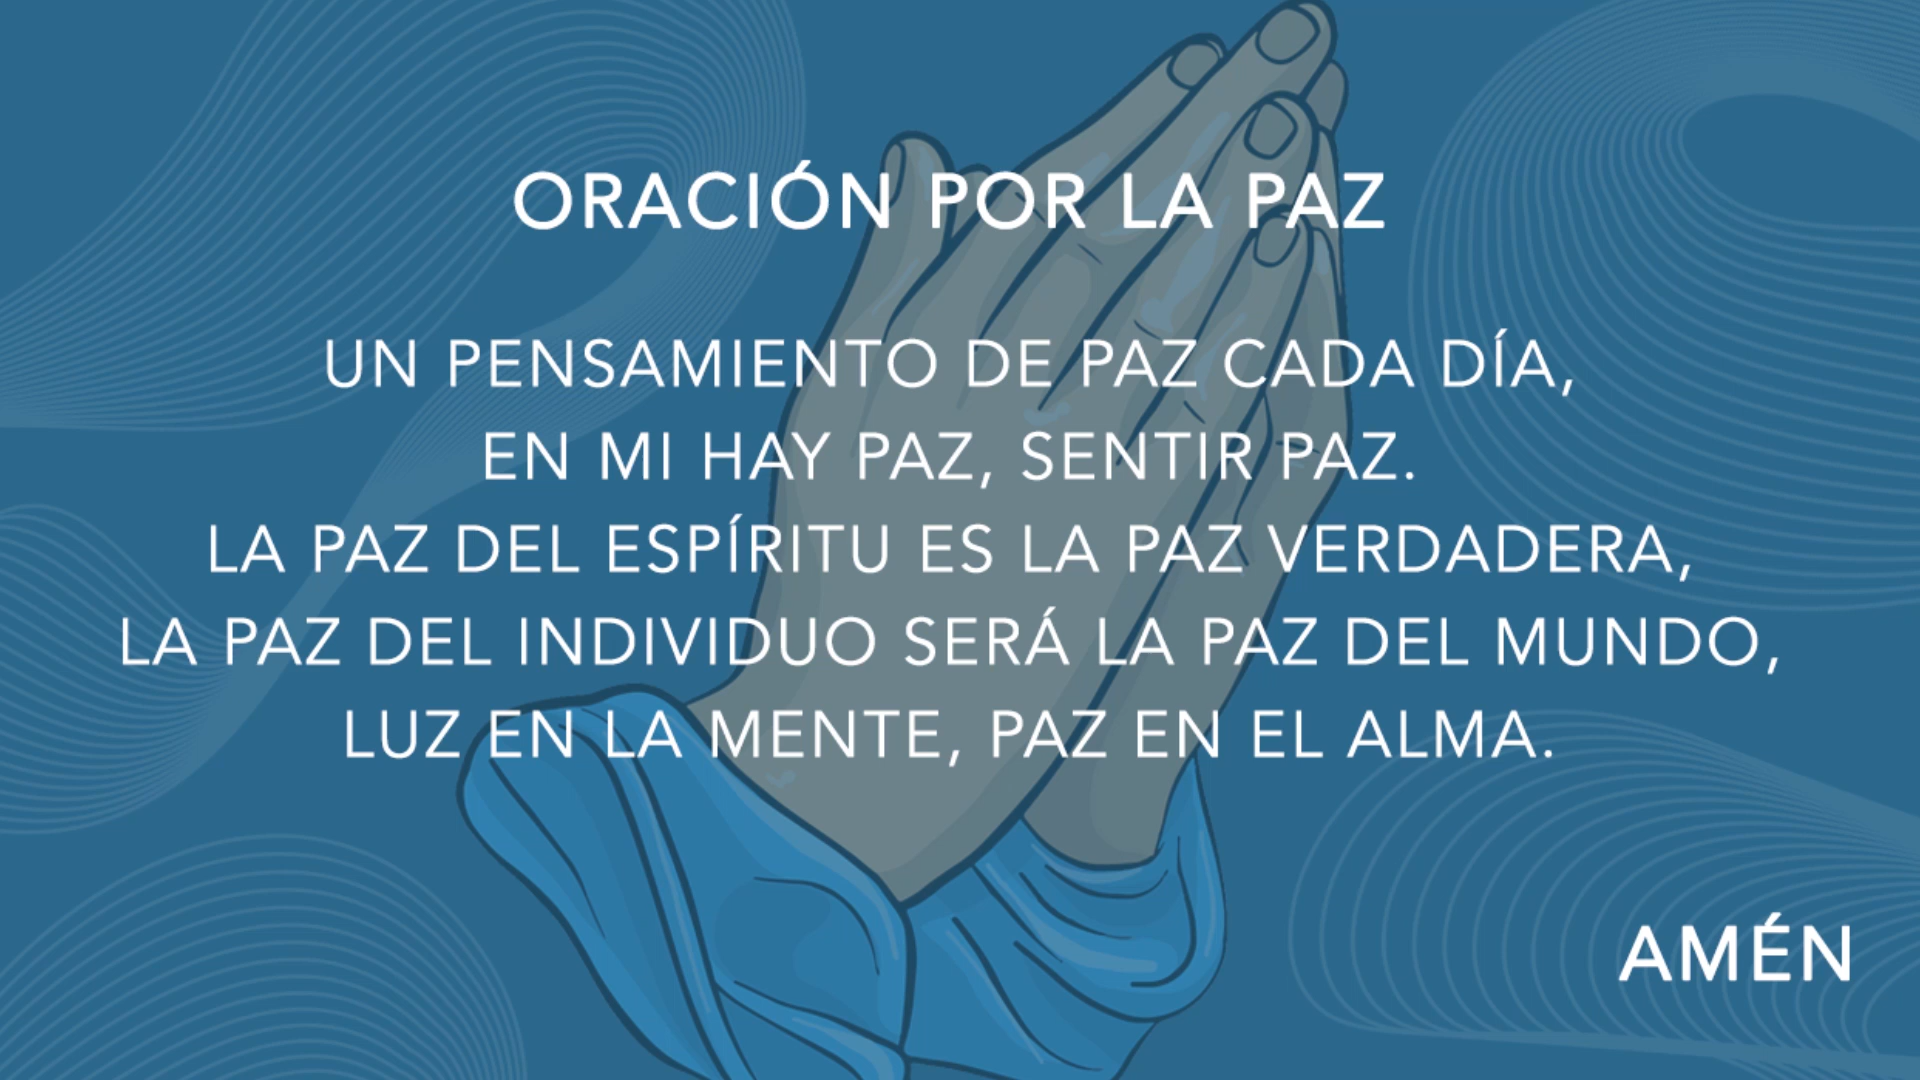 ORACIÓN POR LA PAZ
UN PENSAMIENTO DE PAZ CADA DÍA,
EN MI HAY PAZ, SENTIR PAZ.
LA PAZ DEL ESPÍRITU ES LA PAZ VERDADERA,
LA PAZ DEL INDIVIDUO SERÁ LA PAZ DEL MUNDO,
LUZ EN LA MENTE, PAZ EN EL ALMA.
AMÉN